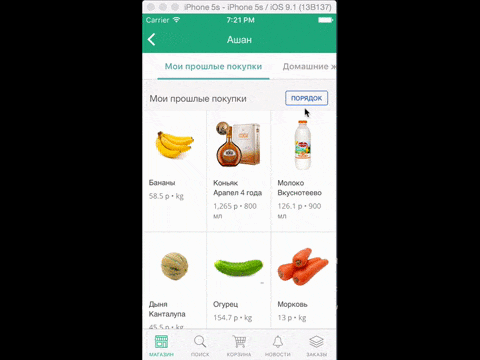 iPhone 5s - iPhone 5s / iOS 9.1 (13B137)
Carrier 7:21 PM
Ашан
Мои прошлые покупки Домашние ж
Мои прошлые покупки ПОРЯДОК
Бананы
58.5 р • kg
Коньяк
Арапел 4 года
1,265 р • 800
мл
Молоко
Вкуснотеево
126.1 р • 900
мл
Дыня
Канталупа
45.5 р • kg
Огурец
154.7 р • kg
Морковь
13 р • kg
МАГАЗИН ПОИСК КОРЗИНА НОВОСТИ ЗАКАЗЫ